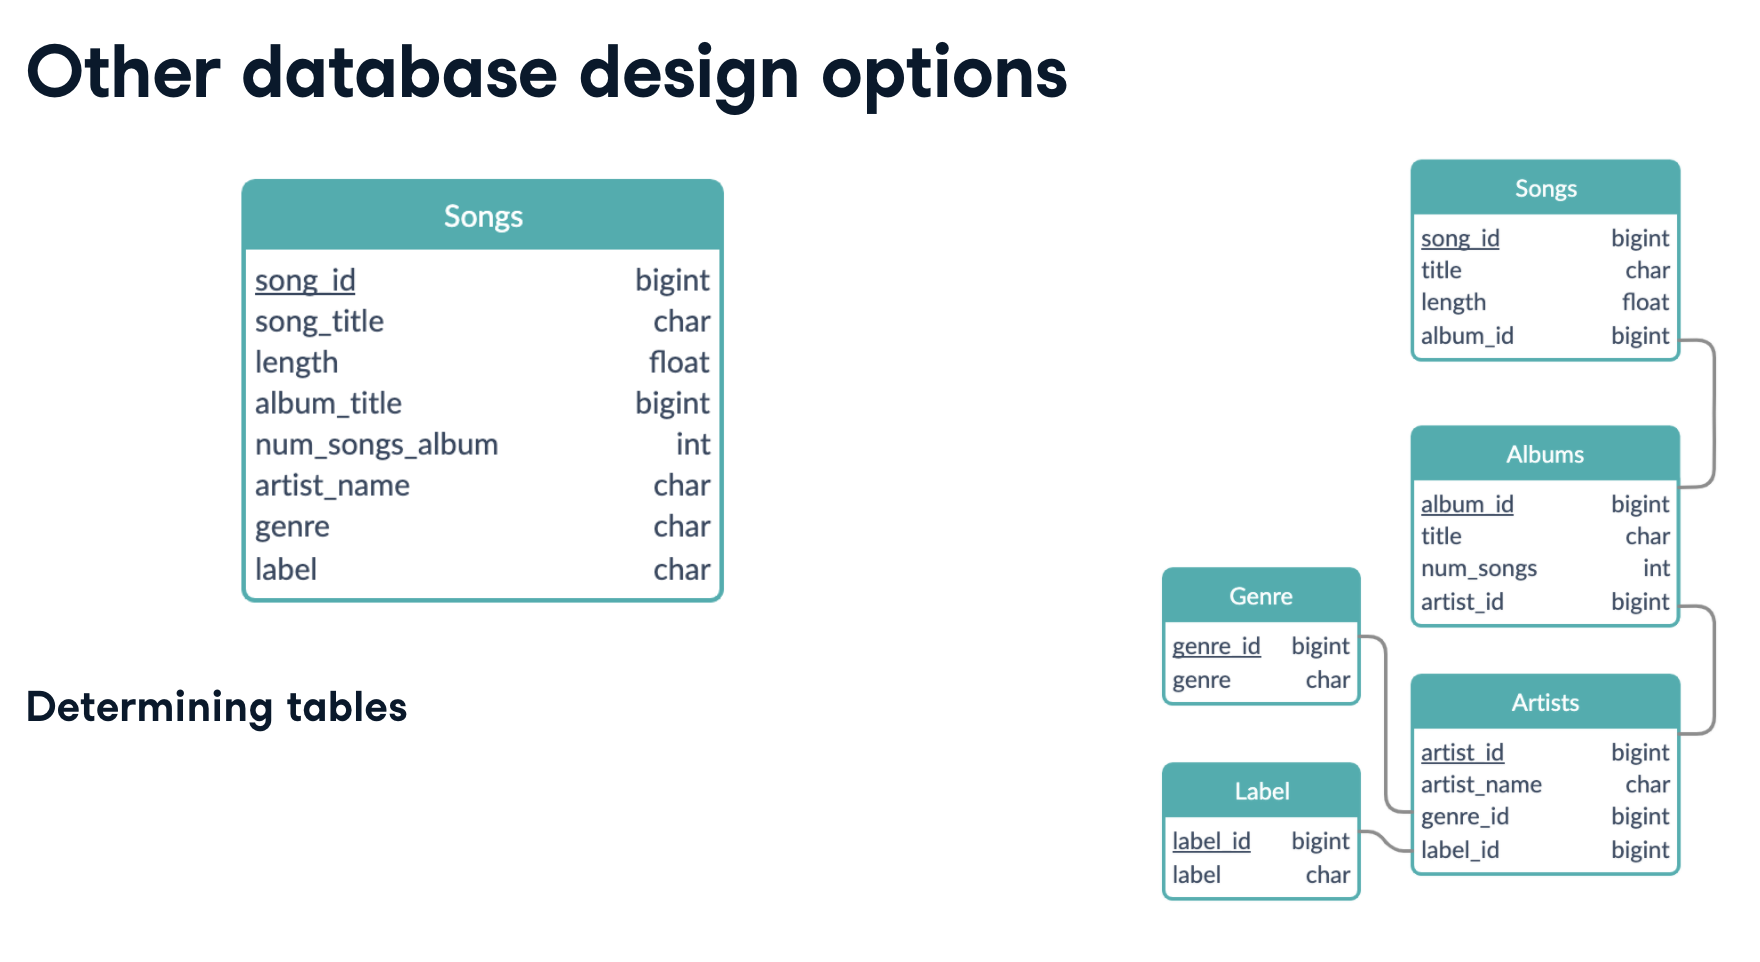 Other database design options
Songs
song_id bigint
song_title char
length float
album_title bigint
num_songs_album int
artist_name char
genre char
label char
Determining tables
Songs
song_id bigint
title char
length float
album_id bigint
Albums
album_id bigint
title char
num_songs int
artist_id bigint
Genre
genre_id bigint
genre char
Label
label_id bigint
label char
Artists
artist_id bigint
artist_name char
genre_id bigint
label_id bigint